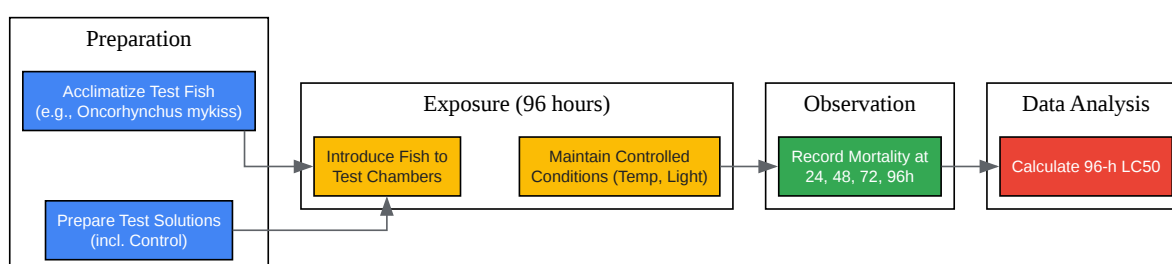 Preparation
Acclimatize Test Fish
(e.g., Oncorhynchus mykiss)
Prepare Test Solutions
(incl. Control)
Exposure (96 hours)
Introduce Fish to
Test Chambers
Maintain Controlled
Conditions (Temp, Light)
Observation
Record Mortality at
24, 48, 72, 96h
Data Analysis
Calculate 96-h LC50